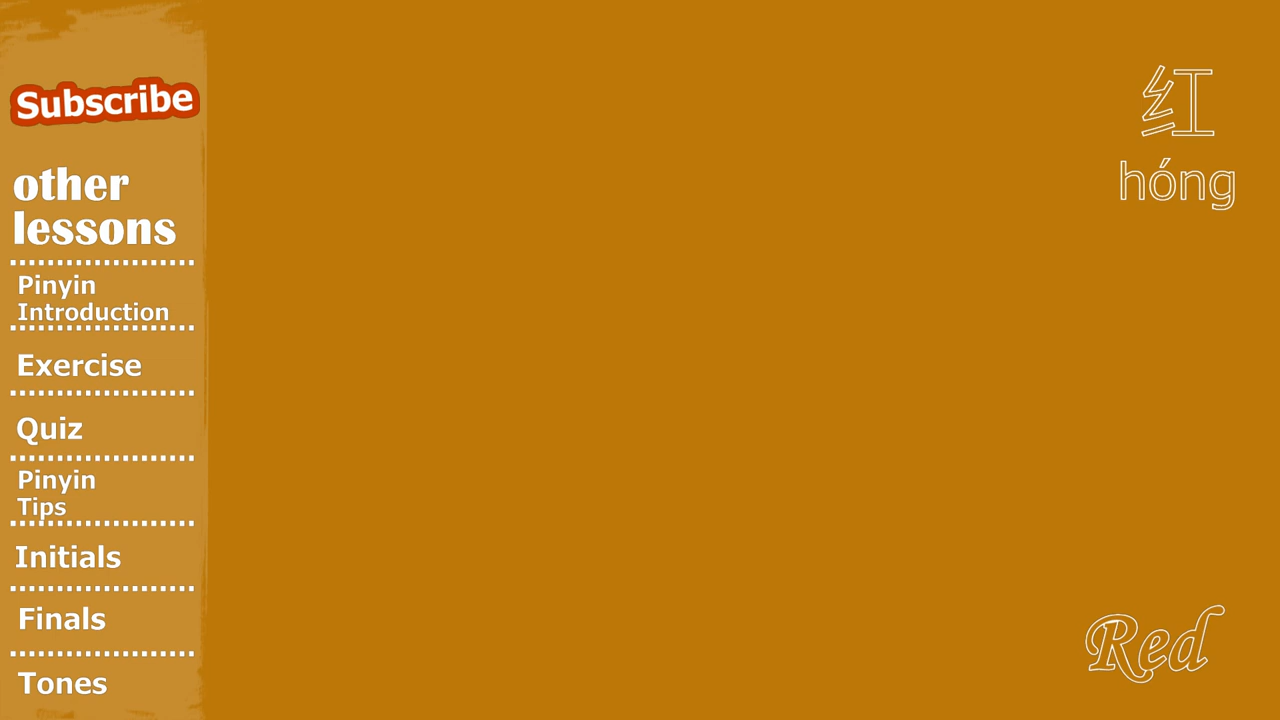 Subscribe
other
lessons
Pinyin
Introduction
Exercise
Quiz
Pinyin
Tips
Initials
Finals
Tones
红
hóng
Red